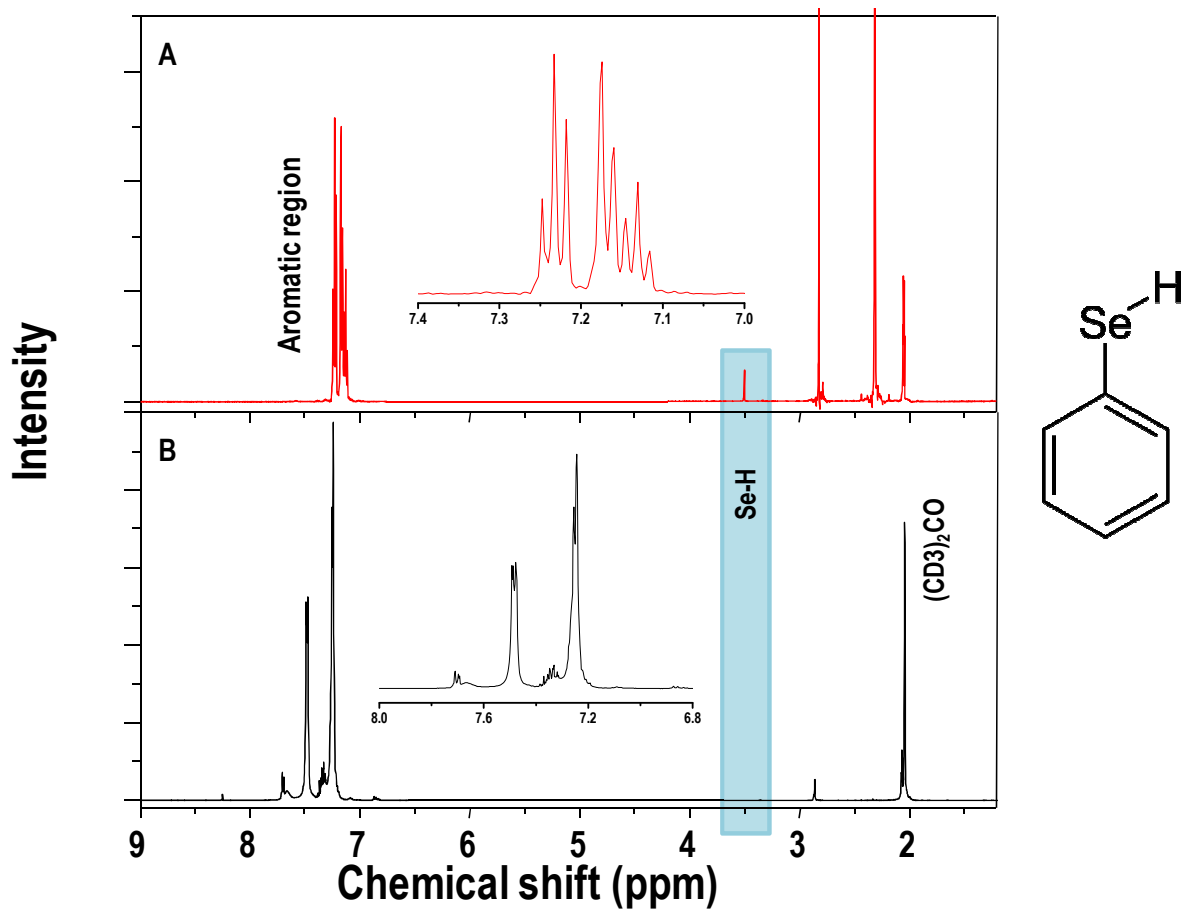 A
Aromatic region
7.4 7.3 7.2 7.1 7.0
Intensity
B
Se-H
(CD3)₂CO
8.0 7.6 7.2 6.8
9 8 7 6 5 4 3 2
Chemical shift (ppm)
Se H